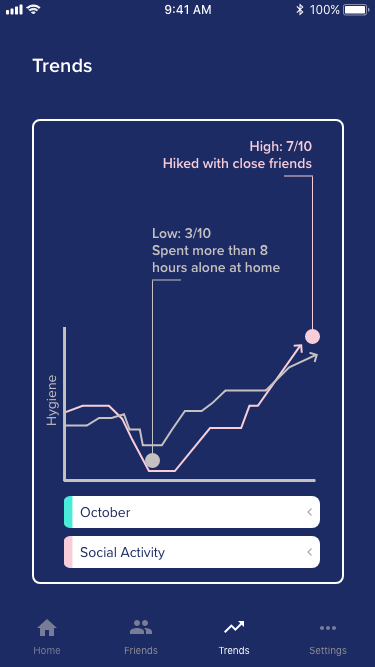 9:41 AM
100%
Trends
High: 7/10
Hiked with close friends
Low: 3/10
Spent more than 8
hours alone at home
Hygiene
October
Social Activity
Home
Friends
Trends
Settings